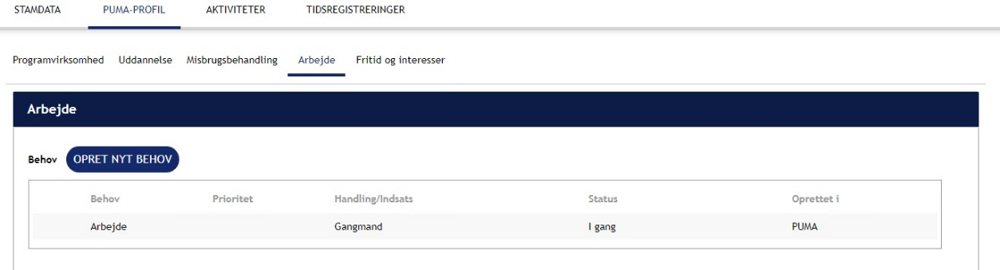 STAMDATA PUMA-PROFIL AKTIVITETER TIDSREGISTRERINGER
Programvirksomhed Uddannelse Misbrugsbehandling Arbejde Fritid og interesser
Arbejde
Behov OPRET NYT BEHOV
Behov Prioritet Handling/Indsats Status Oprettet i
Arbejde Gangmand I gang PUMA